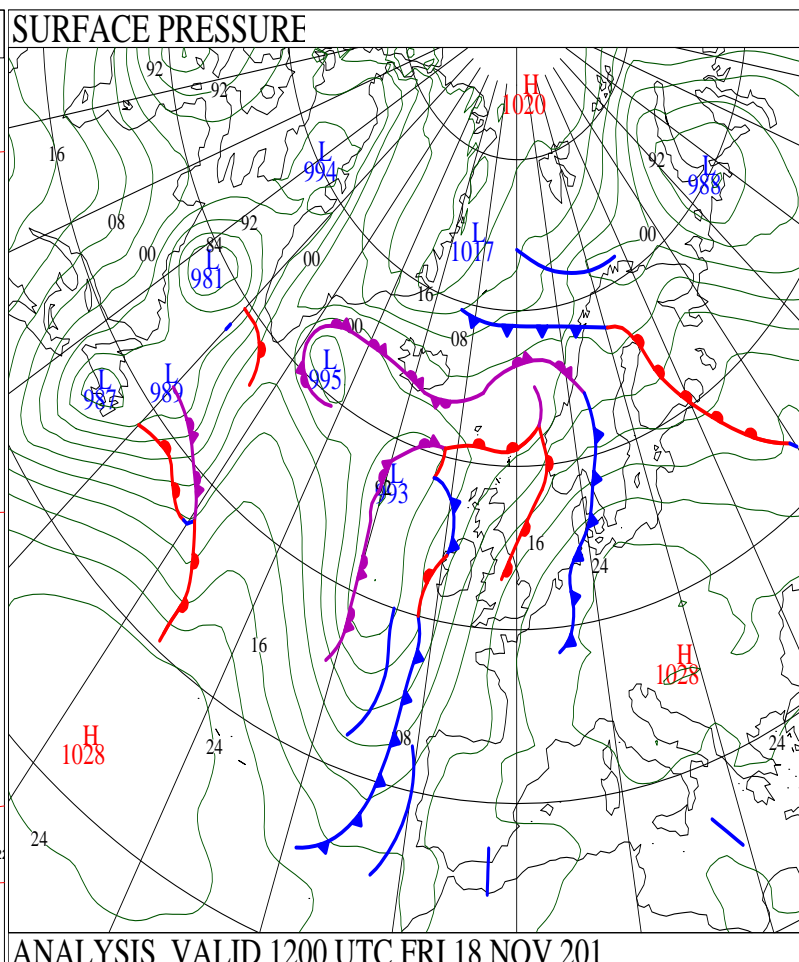 SURFACE PRESSURE
92
92
H
1020
16
L
994
92
L
988
08
92
00
84
L
981
00
L
1017
00
16
00
08
L
995
L
987
L
989
L
993
16
24
16
H
1028
H
1028
24
08
24
24
ANALYSIS VALID 1200 UTC FRI 18 NOV 201